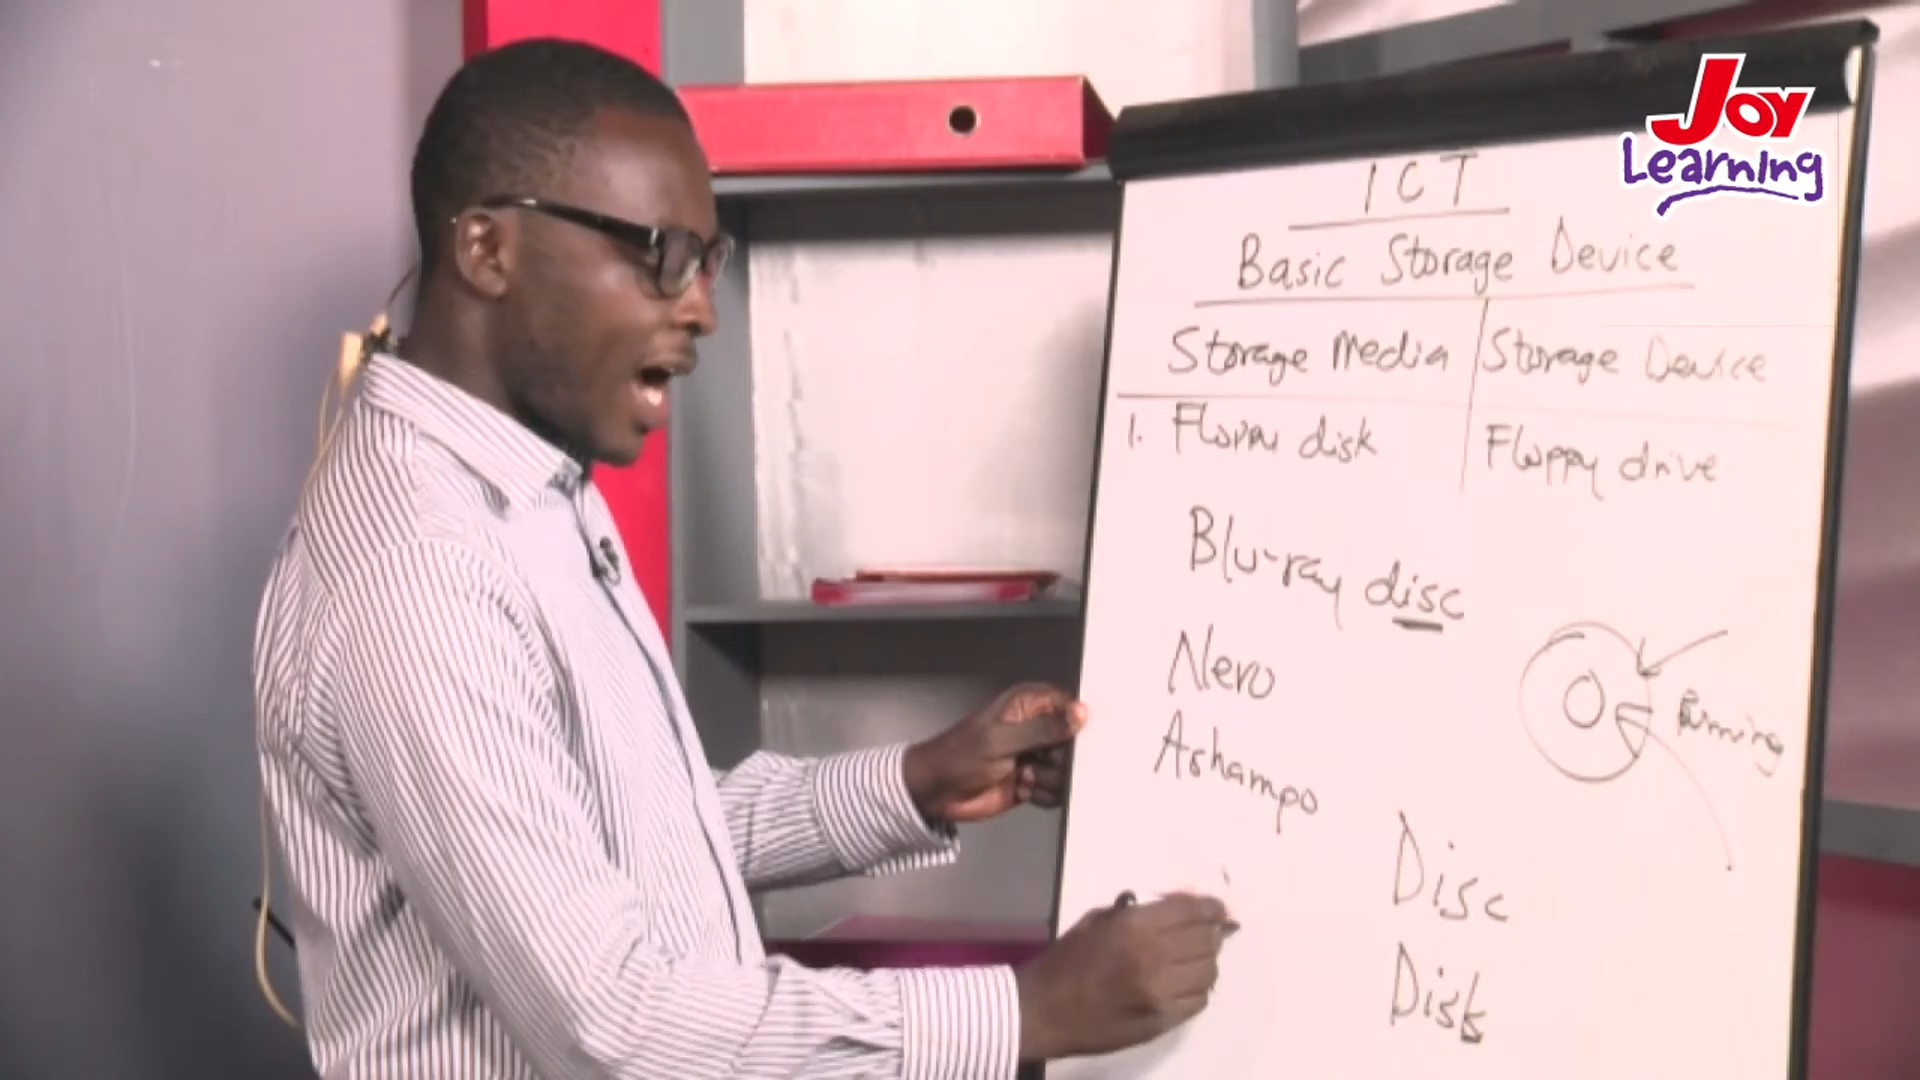 JOY
Learning
ICT
Basic Storage Device
Storage Media Storage Device
1. Floppy disk Floppy drive
Blu-ray disc
Nero
Burning
Ashampo
Disc
Disk